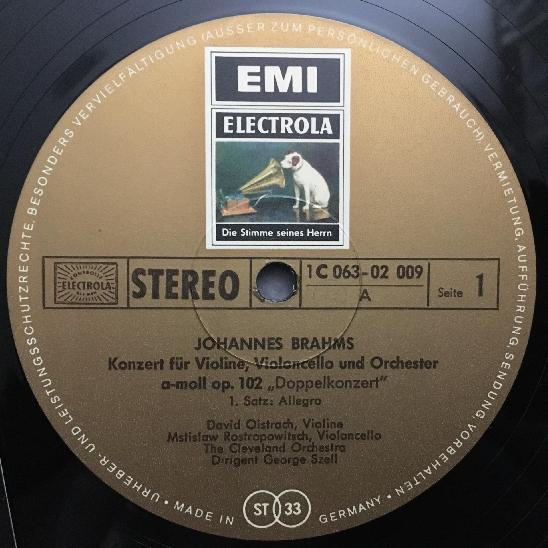 URHEBER- UND LEISTUNGSSCHUTZRECHTE, BESONDERS VERVIELFÄLTIGUNG (AUSSER ZUM PERSÖNLICHEN GEBRAUCH), VERMIETUNG, AUFFÜHRUNG, SENDUNG, VORBEHALTEN •
EMI
ELECTROLA
Die Stimme seines Herrn
ELECTROLA
STEREO
1 C 063-02 009
A
Seite 1
JOHANNES BRAHMS
Konzert für Violine, Violoncello und Orchester
a-moll op. 102 „Doppelkonzert"
1. Satz: Allegro
David Oistrach, Violine
Mstislaw Rostropowitsch, Violoncello
The Cleveland Orchestra
Dirigent George Szell
• MADE IN GERMANY •
ST 33